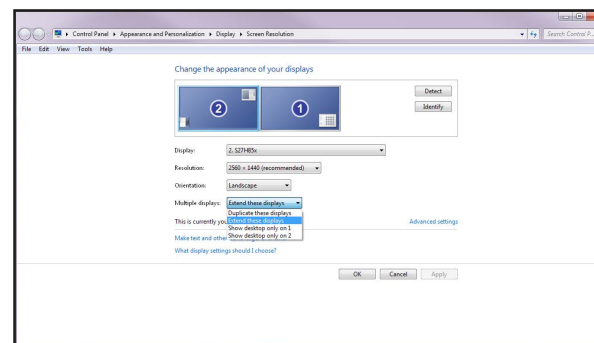 Control Panel ▸ Appearance and Personalization ▸ Display ▸ Screen Resolution
Search Control P...
File Edit View Tools Help
Change the appearance of your displays
2
1
Detect
Identify
Display: 2. S27H85x
Resolution: 2560 × 1440 (recommended)
Orientation: Landscape
Multiple displays: Extend these displays
Duplicate these displays
This is currently you Extend these displays Advanced settings
Show desktop only on 1
Make text and othe Show desktop only on 2
What display settings should I choose?
OK Cancel Apply